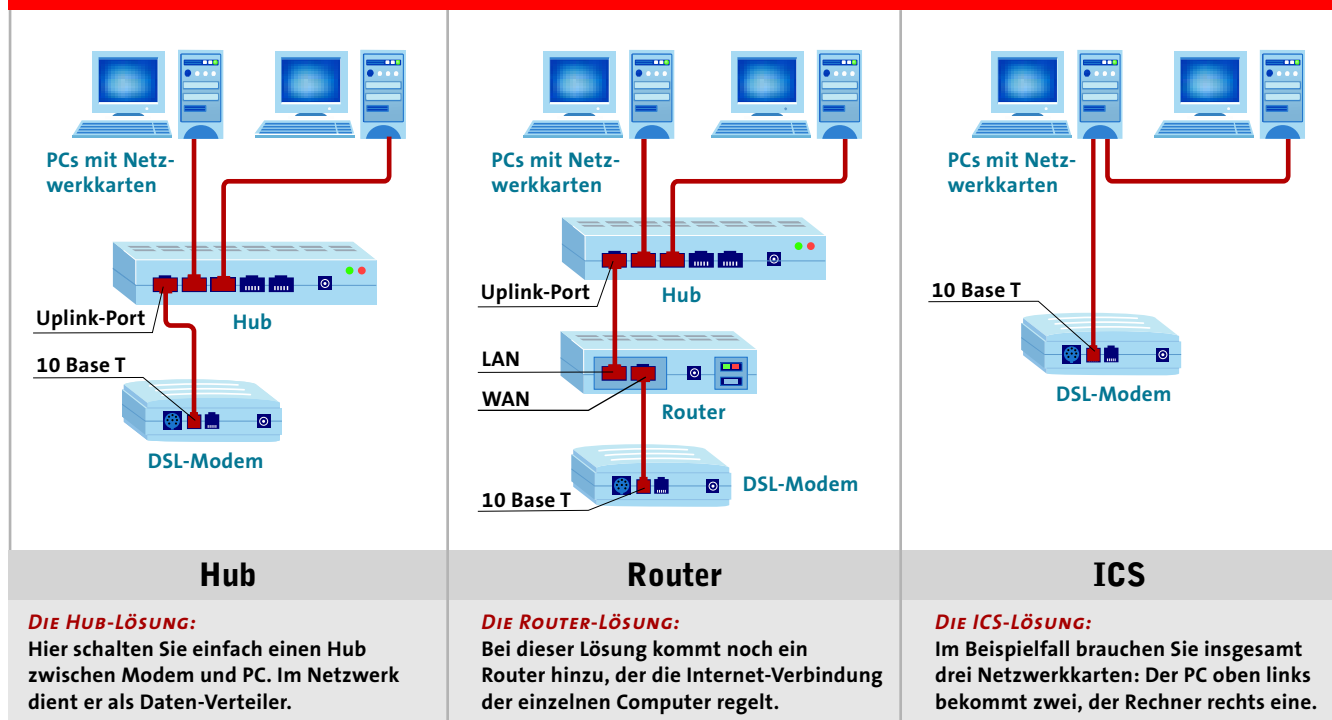 PCs mit Netz-
werkkarten
Uplink-Port
Hub
10 Base T
DSL-Modem
Hub
Die Hub-Lösung:
Hier schalten Sie einfach einen Hub
zwischen Modem und PC. Im Netzwerk
dient er als Daten-Verteiler.
PCs mit Netz-
werkkarten
Uplink-Port
Hub
LAN
WAN
Router
DSL-Modem
10 Base T
Router
Die Router-Lösung:
Bei dieser Lösung kommt noch ein
Router hinzu, der die Internet-Verbindung
der einzelnen Computer regelt.
PCs mit Netz-
werkkarten
10 Base T
DSL-Modem
ICS
Die ICS-Lösung:
Im Beispielfall brauchen Sie insgesamt
drei Netzwerkkarten: Der PC oben links
bekommt zwei, der Rechner rechts eine.